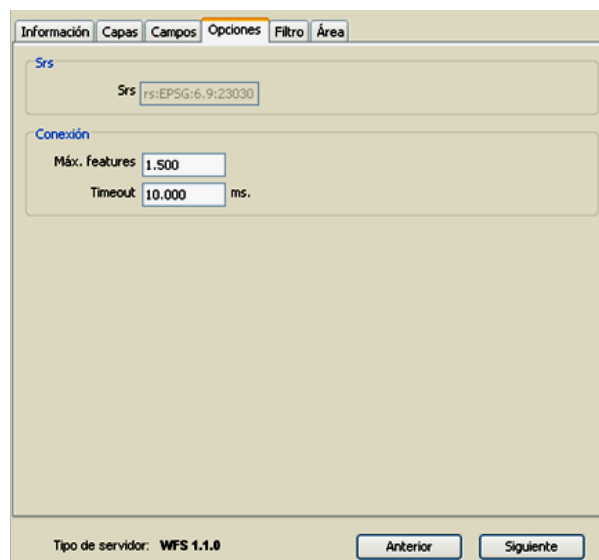 Información Capas Campos Opciones Filtro Área
Srs
Srs rs:EPSG:6.9:23030
Conexión
Máx. features 1.500
Timeout 10.000 ms.
Tipo de servidor: WFS 1.1.0 Anterior Siguiente